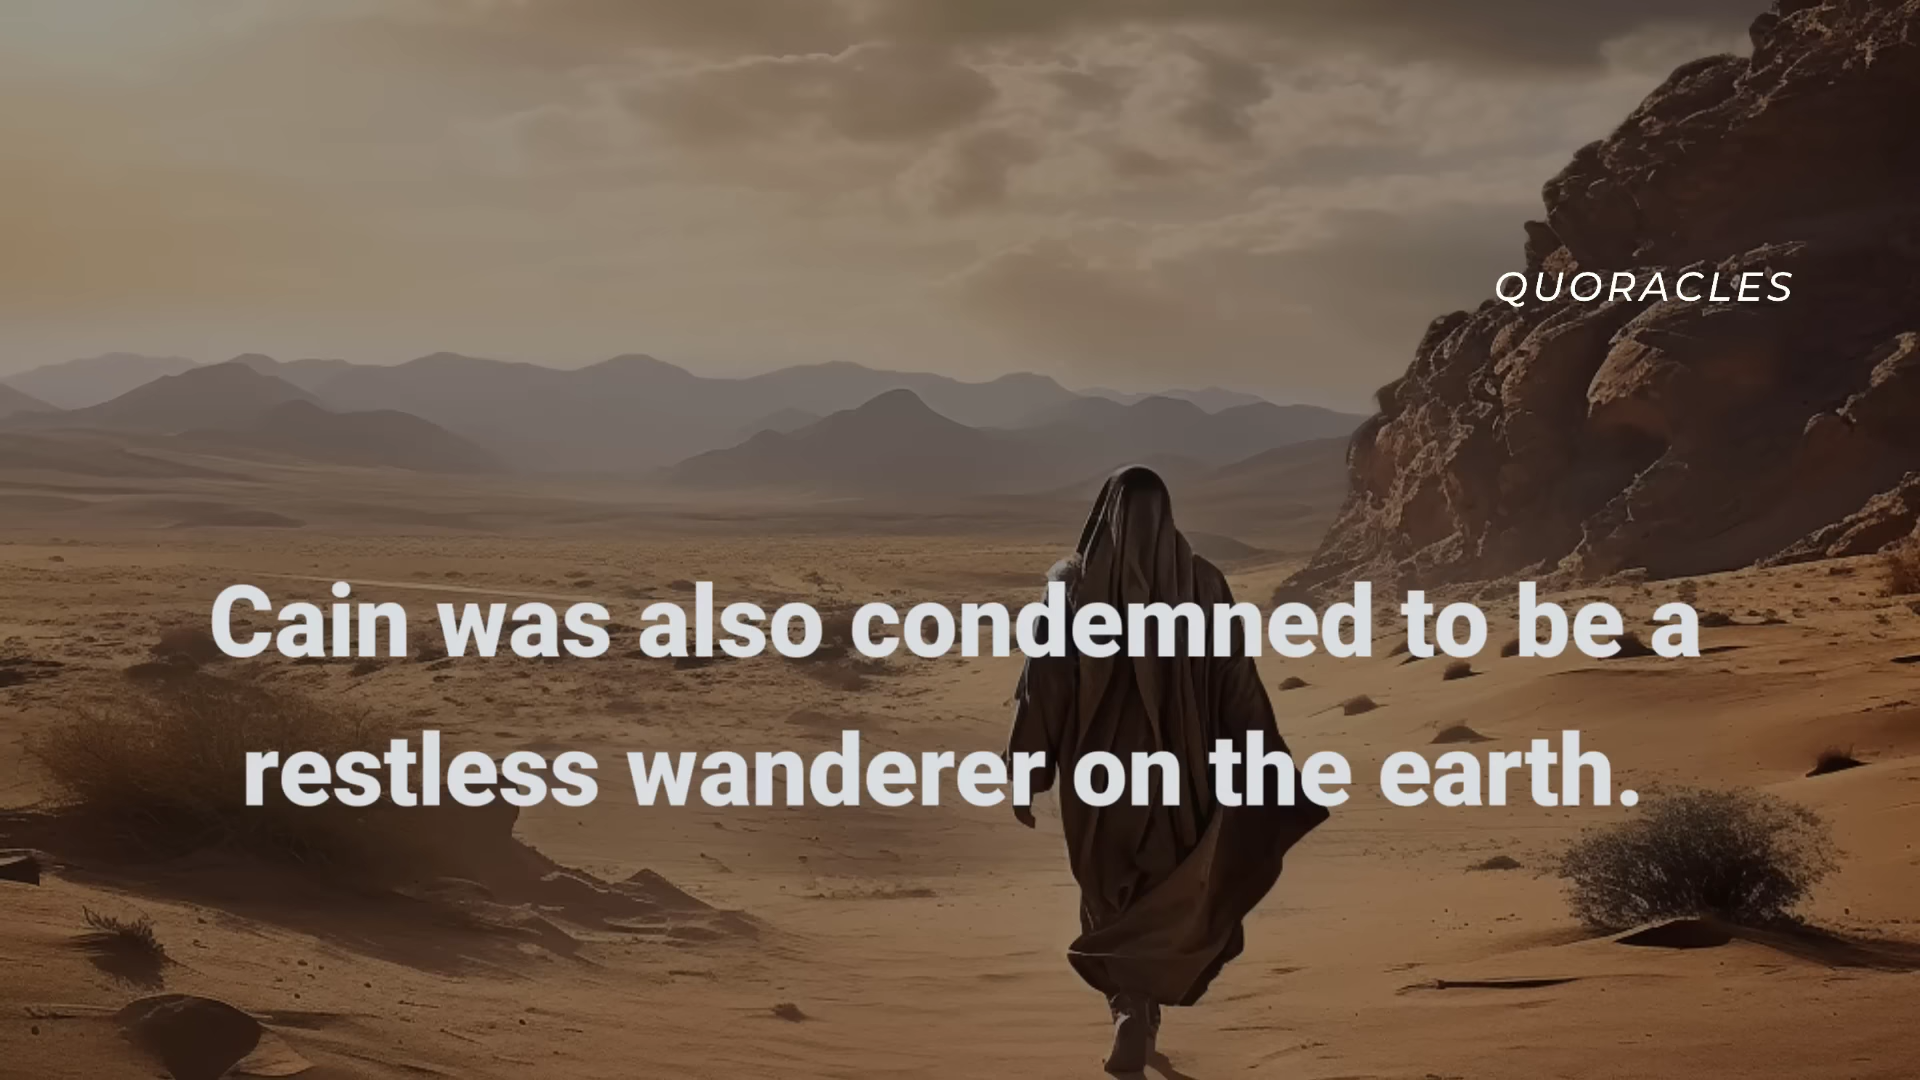 QUORACLES
Cain was also condemned to be a
restless wanderer on the earth.